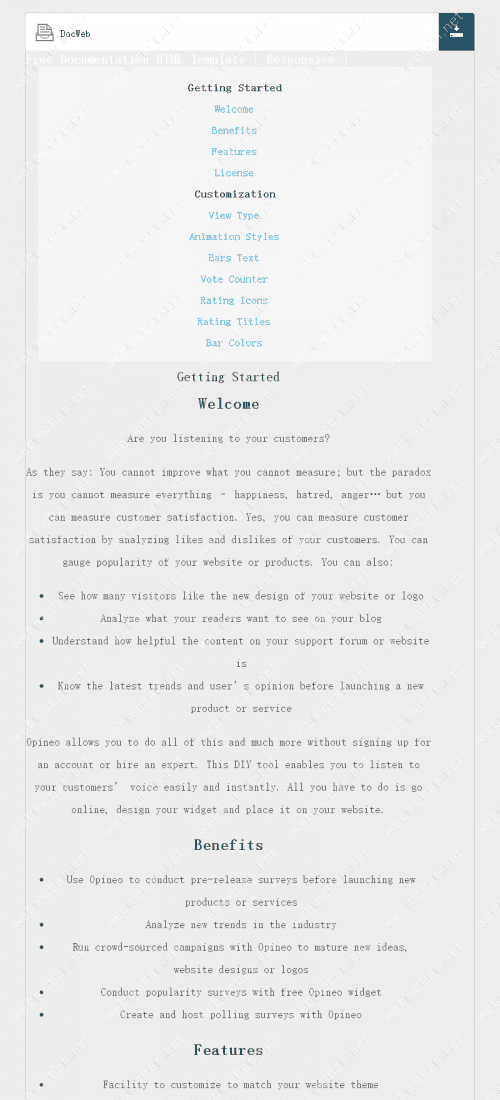 DocWeb
Free Documentation HTML Template [ Responsive ]
Getting Started
Welcome
Benefits
Features
License
Customization
View Type
Animation Styles
Bars Text
Vote Counter
Rating Icons
Rating Titles
Bar Colors
Getting Started
Welcome
Are you listening to your customers?
As they say: You cannot improve what you cannot measure; but the paradox
is you cannot measure everything – happiness, hatred, anger… but you
can measure customer satisfaction. Yes, you can measure customer
satisfaction by analyzing likes and dislikes of your customers. You can
gauge popularity of your website or products. You can also:
• See how many visitors like the new design of your website or logo
• Analyze what your readers want to see on your blog
• Understand how helpful the content on your support forum or website
is
• Know the latest trends and user’s opinion before launching a new
product or service
Opineo allows you to do all of this and much more without signing up for
an account or hire an expert. This DIY tool enables you to listen to
your customers’ voice easily and instantly. All you have to do is go
online, design your widget and place it on your website.
Benefits
• Use Opineo to conduct pre-release surveys before launching new
products or services
• Analyze new trends in the industry
• Run crowd-sourced campaigns with Opineo to mature new ideas,
website designs or logos
• Conduct popularity surveys with free Opineo widget
• Create and host polling surveys with Opineo
Features
• Facility to customize to match your website theme